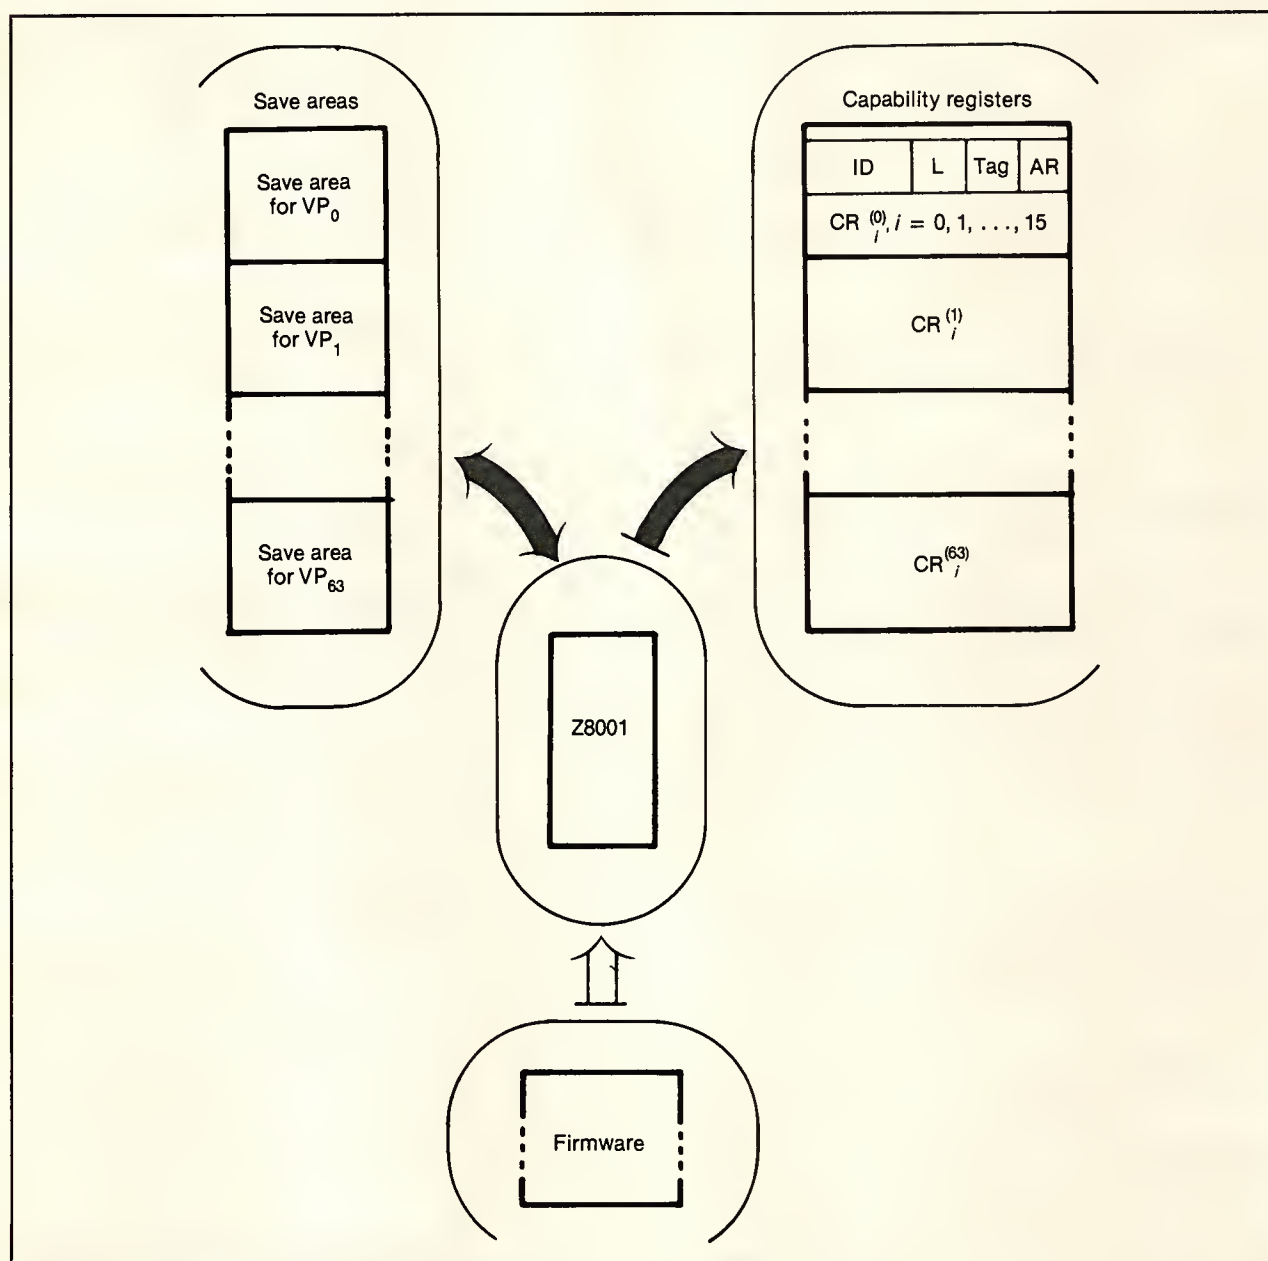 Save areas
Save area
for VP₀
Save area
for VP₁
Save area
for VP₆₃
Capability registers
ID L Tag AR
CR ⁽⁰⁾ᵢ, i = 0, 1, . . . , 15
CR ⁽¹⁾ᵢ
CR⁽⁶³⁾ᵢ
Z8001
Firmware